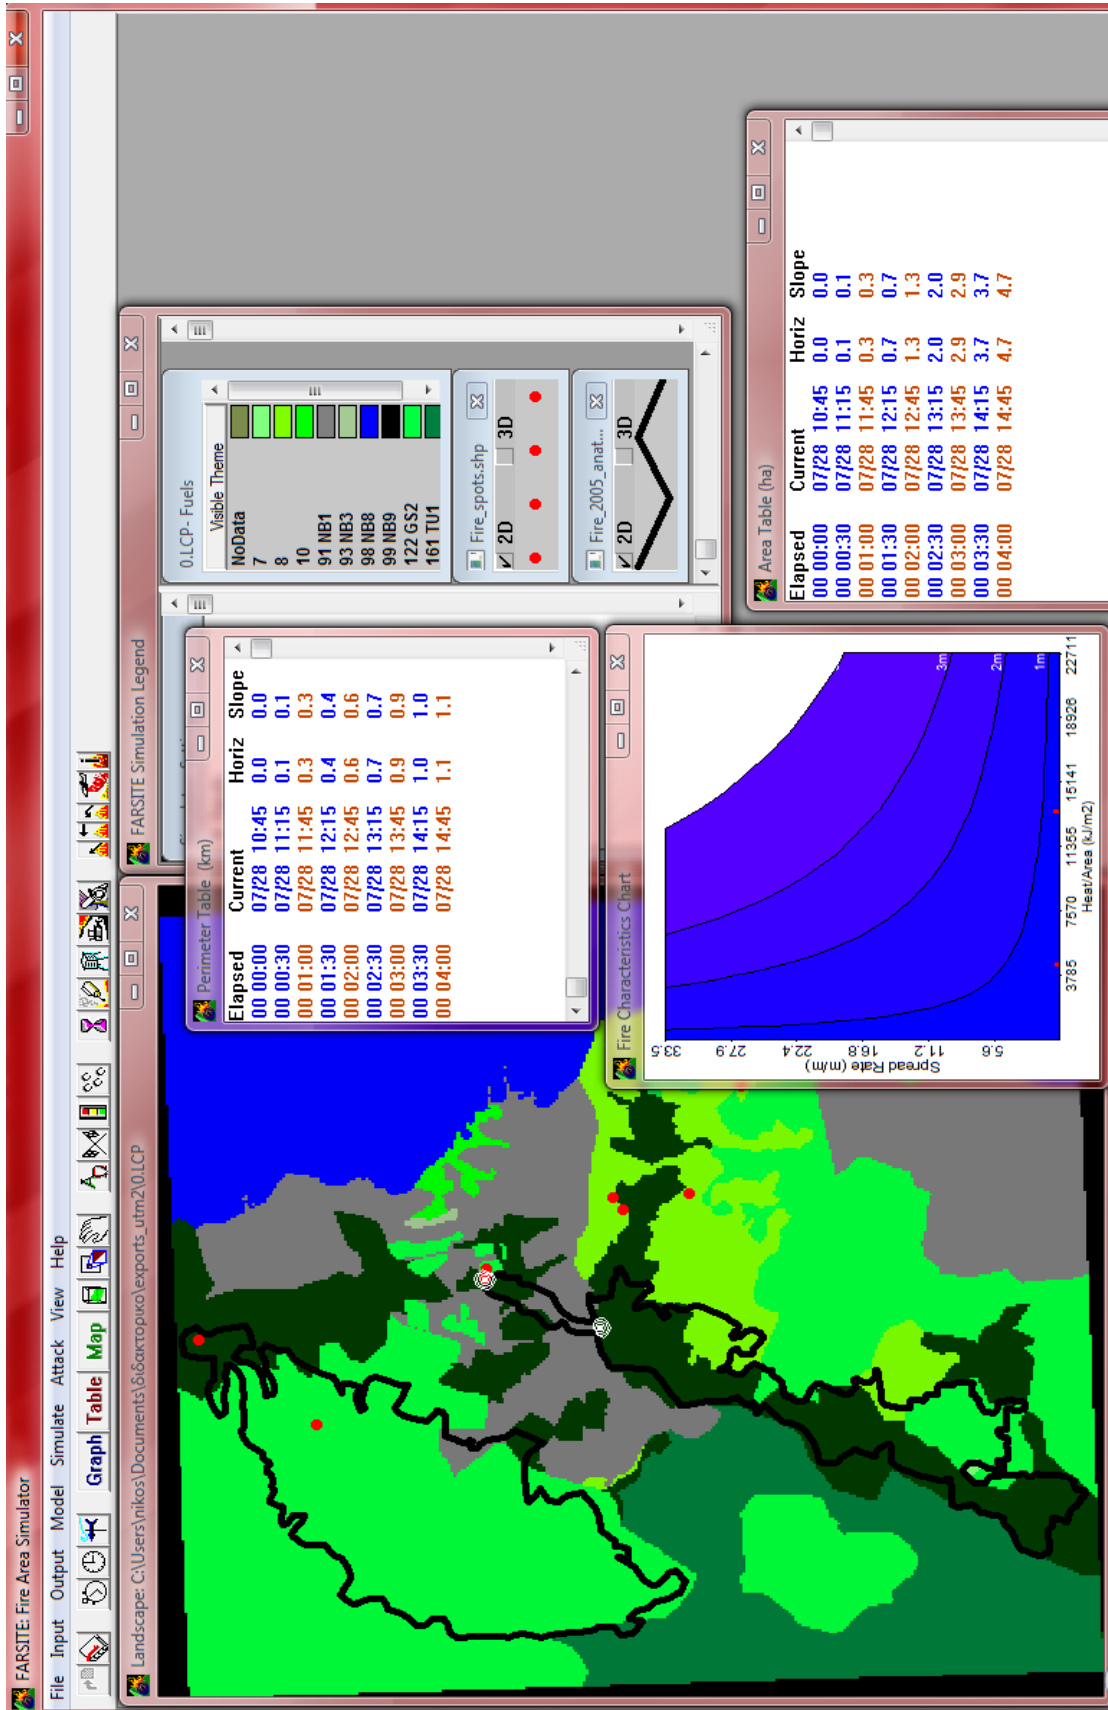 FARSITE: Fire Area Simulator
File Input Output Model Simulate Attack View Help
Graph Table Map
Landscape: C:\Users\nikos\Documents\διδακτορικο\exports_utm2\0.LCP
FARSITE Simulation Legend
0.LCP- Fuels
Visible Theme
NoData
7
8
10
91 NB1
93 NB3
98 NB8
99 NB9
122 GS2
161 TU1
Fire_spots.shp
2D 3D
Fire_2005_anat...
2D 3D
Perimeter Table (km)
Elapsed Current Horiz Slope
00 00:00 07/28 10:45 0.0 0.0
00 00:30 07/28 11:15 0.1 0.1
00 01:00 07/28 11:45 0.3 0.3
00 01:30 07/28 12:15 0.4 0.4
00 02:00 07/28 12:45 0.6 0.6
00 02:30 07/28 13:15 0.7 0.7
00 03:00 07/28 13:45 0.9 0.9
00 03:30 07/28 14:15 1.0 1.0
00 04:00 07/28 14:45 1.1 1.1
Fire Characteristics Chart
33.5
27.9
22.4
16.8
11.2
5.6
Spread Rate (m/m)
3m
2m
1m
3785 7570 11355 15141 18926 22711
Heat/Area (kJ/m2)
Area Table (ha)
Elapsed Current Horiz Slope
00 00:00 07/28 10:45 0.0 0.0
00 00:30 07/28 11:15 0.1 0.1
00 01:00 07/28 11:45 0.3 0.3
00 01:30 07/28 12:15 0.7 0.7
00 02:00 07/28 12:45 1.3 1.3
00 02:30 07/28 13:15 2.0 2.0
00 03:00 07/28 13:45 2.9 2.9
00 03:30 07/28 14:15 3.7 3.7
00 04:00 07/28 14:45 4.7 4.7